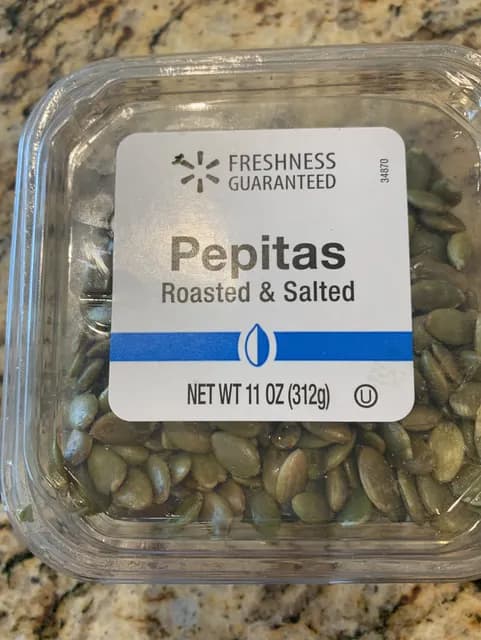 FRESHNESS
GUARANTEED
34870
Pepitas
Roasted & Salted
NET WT 11 OZ (312g) U